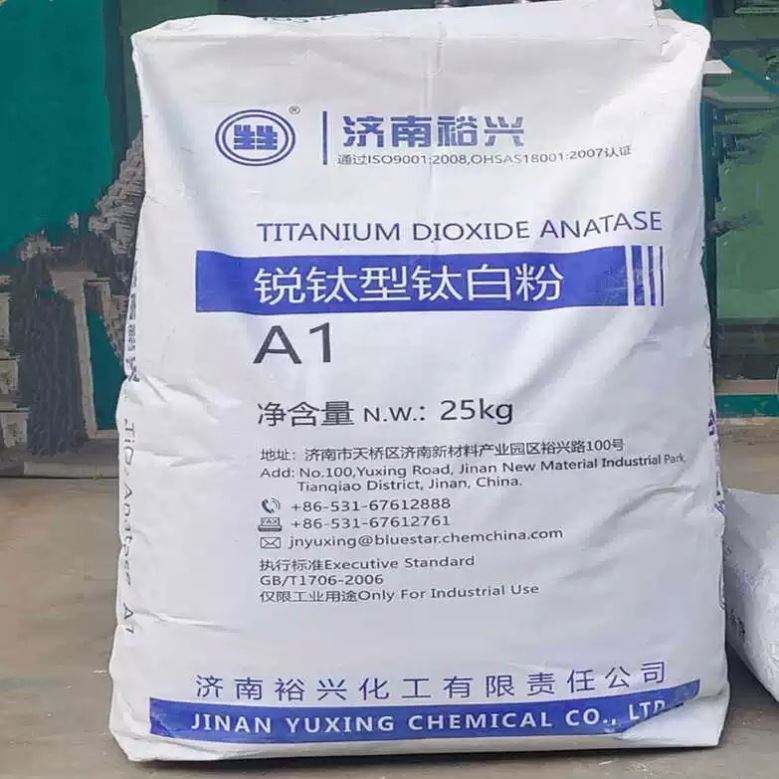 ®
济南裕兴
通过ISO9001:2008,OHSAS18001:2007认证
TITANIUM DIOXIDE ANATASE
锐钛型钛白粉
A1
净含量 N.W.: 25kg
地址: 济南市天桥区济南新材料产业园区裕兴路100号
Add: No.100,Yuxing Road, Jinan New Material Industrial Park,
Tianqiao District, Jinan, China.
+86-531-67612888
FAX +86-531-67612761
jnyuxing@bluestar.chemchina.com
执行标准Executive Standard
GB/T1706-2006
仅限工业用途Only For Industrial Use
济南裕兴化工有限责任公司
JINAN YUXING CHEMICAL CO., LTD.
A1